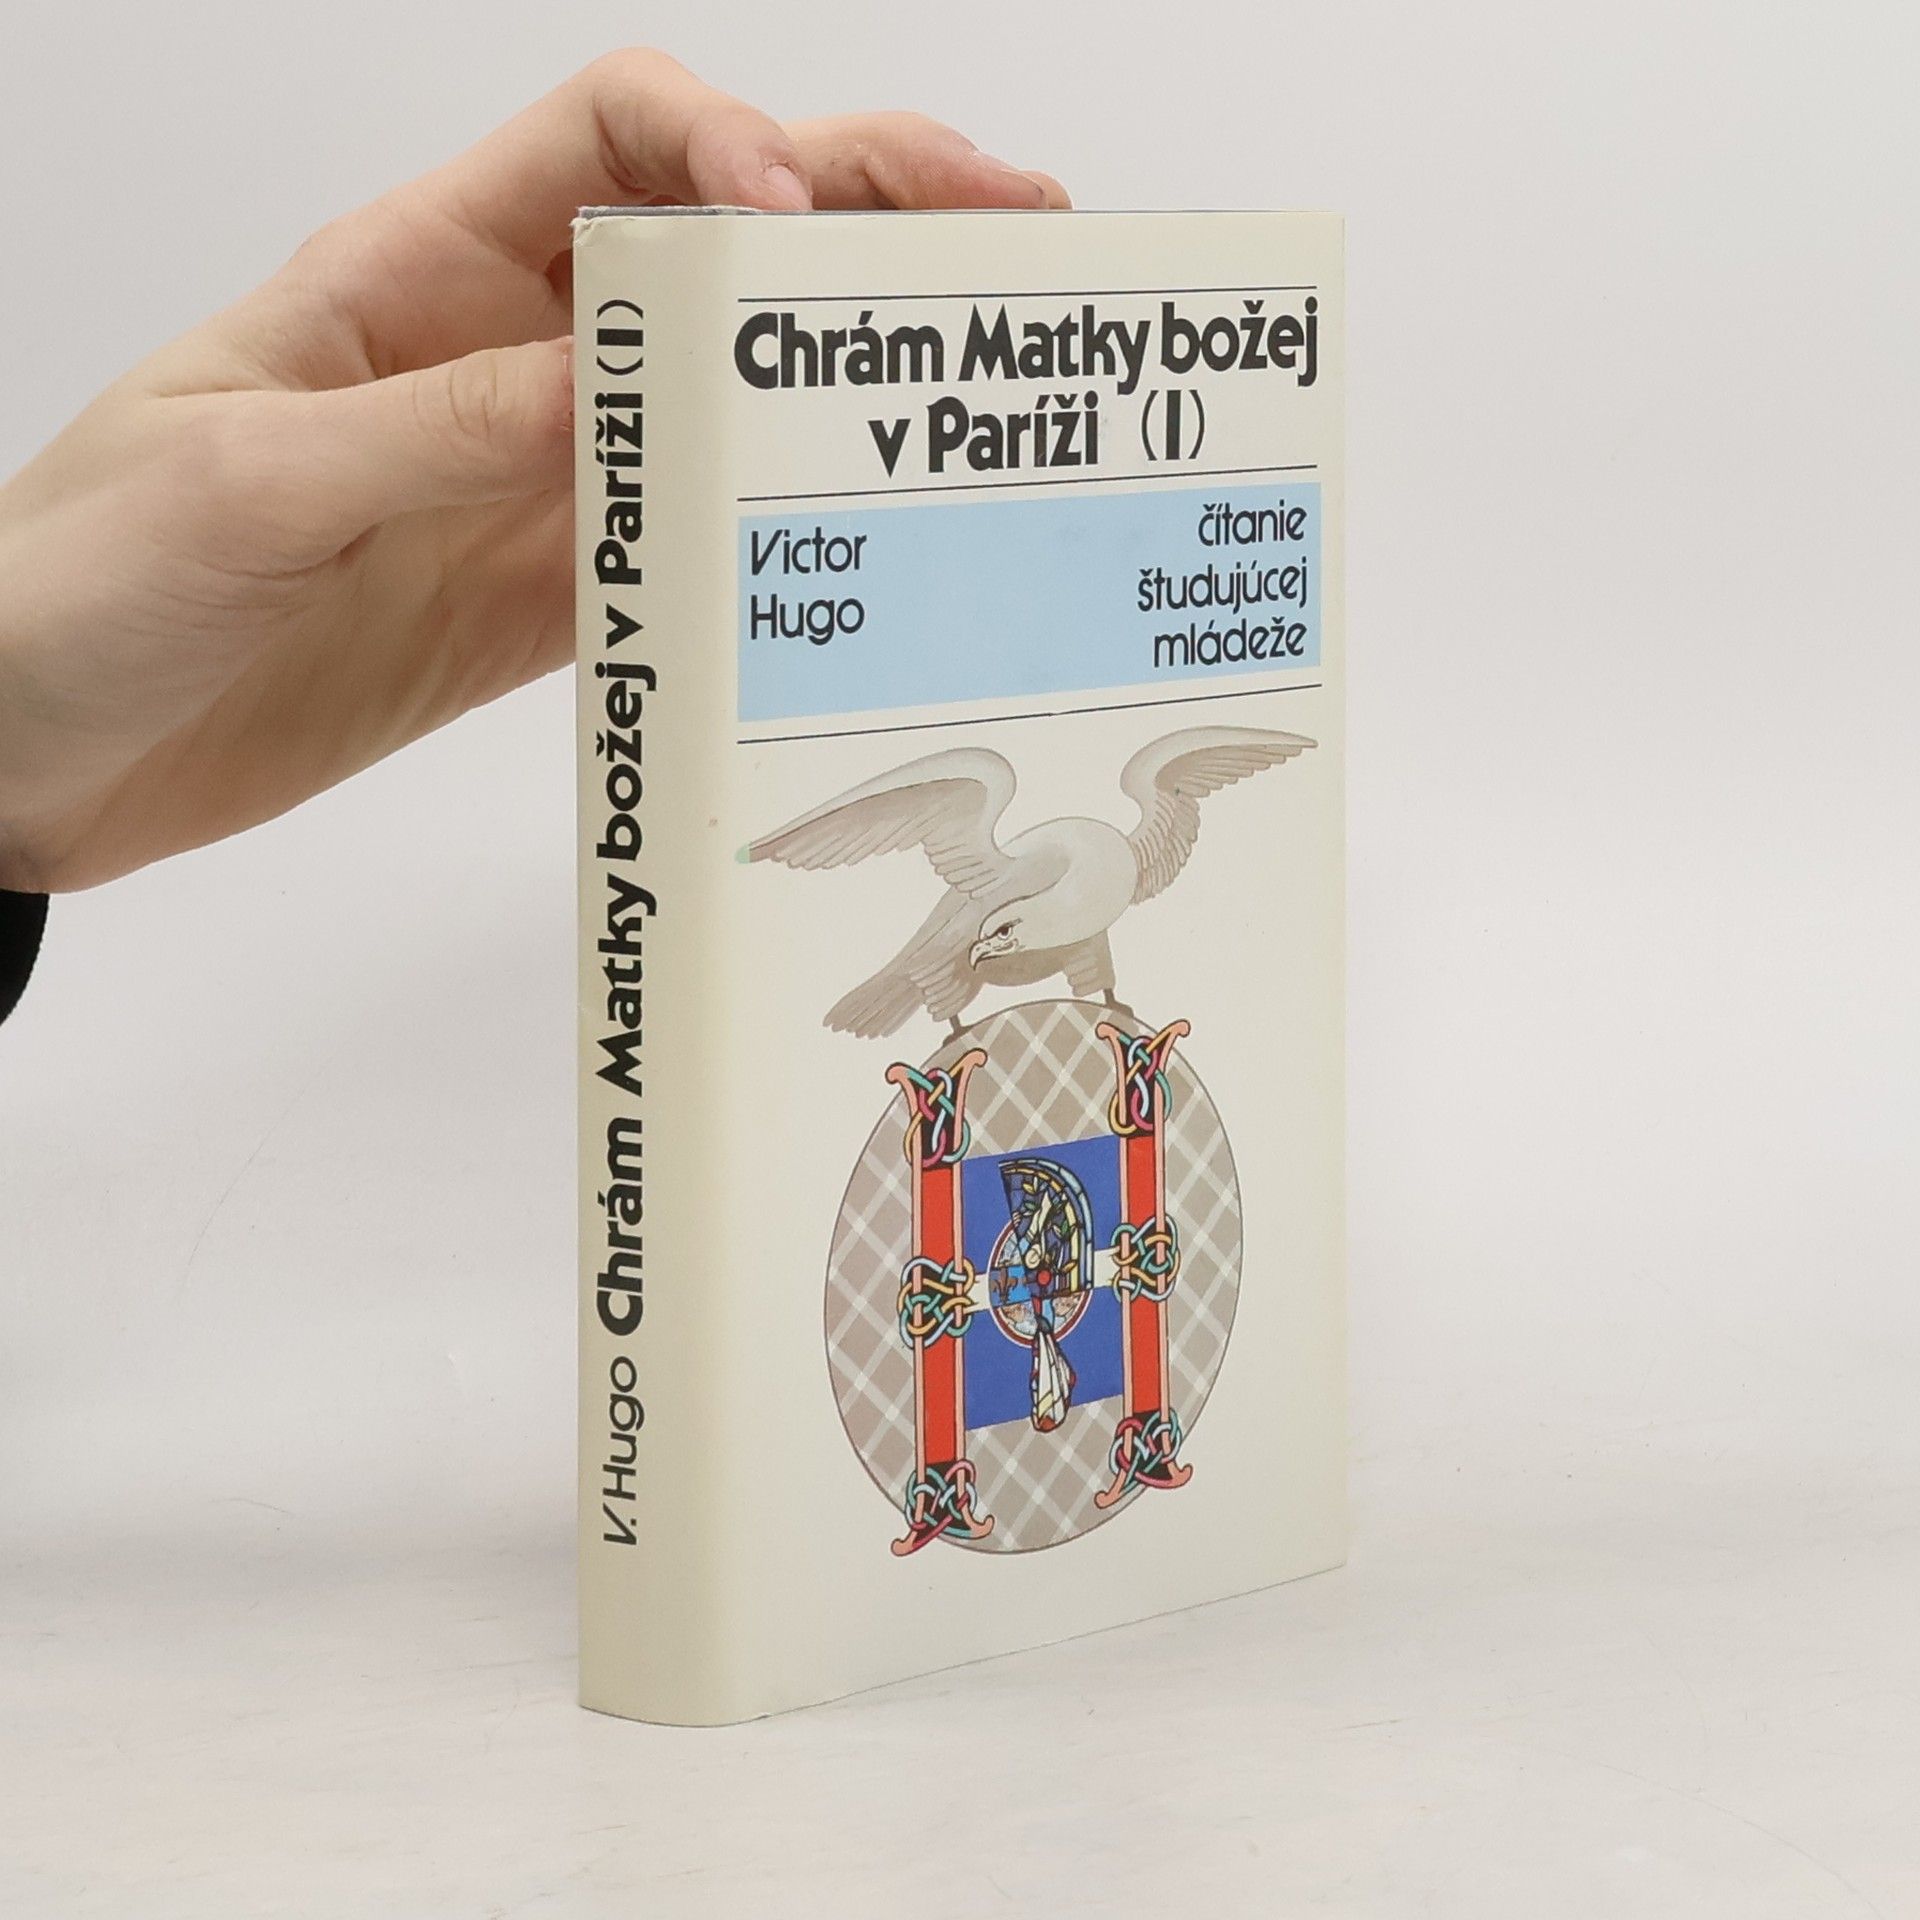 V. Hugo Chrám Matky božej v Paríži (I)
Chrám Matky božej
v Paríži (I)
Victor
Hugo
čítanie
študujúcej
mládeže